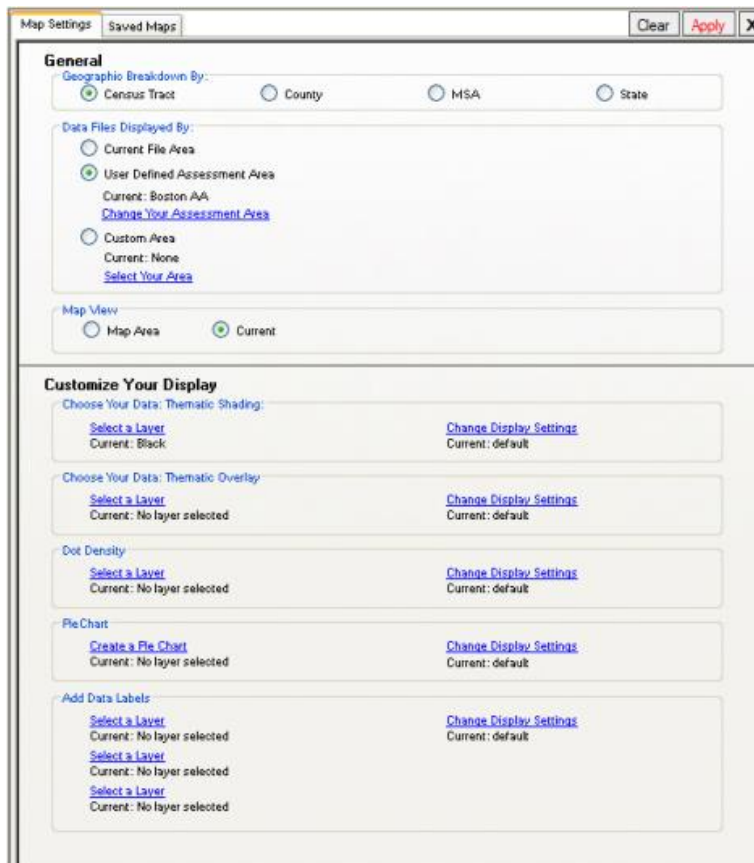 Map Settings Saved Maps Clear Apply X
General
Geographic Breakdown By:
Census Tract County MSA State
Data Files Displayed By:
Current File Area
User Defined Assessment Area
Current: Boston AA
Change Your Assessment Area
Custom Area
Current: None
Select Your Area
Map View
Map Area Current
Customize Your Display
Choose Your Data: Thematic Shading:
Select a Layer Change Display Settings
Current: Black Current: default
Choose Your Data: Thematic Overlay
Select a Layer Change Display Settings
Current: No layer selected Current: default
Dot Density
Select a Layer Change Display Settings
Current: No layer selected Current: default
Pie Chart
Create a Pie Chart Change Display Settings
Current: No layer selected Current: default
Add Data Labels
Select a Layer Change Display Settings
Current: No layer selected Current: default
Select a Layer
Current: No layer selected
Select a Layer
Current: No layer selected